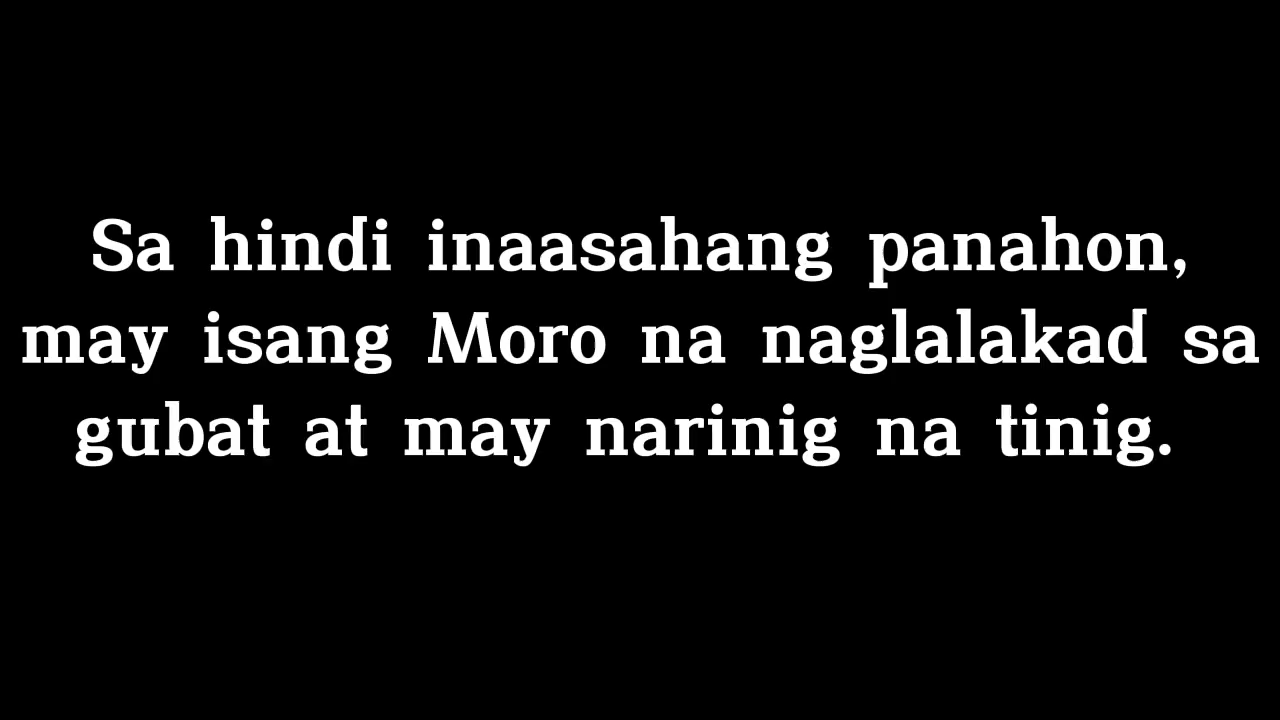 Sa hindi inaasahang panahon,
may isang Moro na naglalakad sa
gubat at may narinig na tinig.